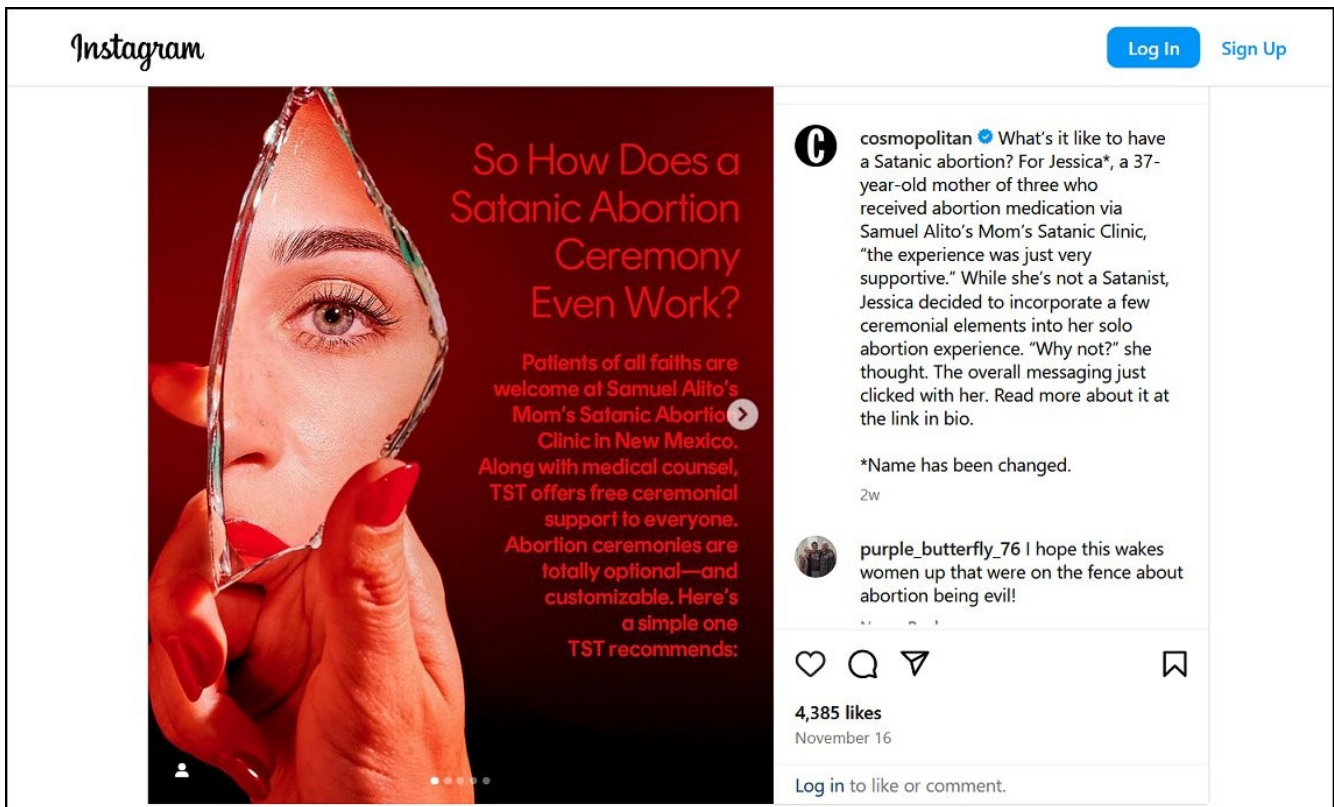 Instagram
Log In
Sign Up
So How Does a
Satanic Abortion
Ceremony
Even Work?
Patients of all faiths are
welcome at Samuel Alito's
Mom's Satanic Abortion
Clinic in New Mexico.
Along with medical counsel,
TST offers free ceremonial
support to everyone.
Abortion ceremonies are
totally optional—and
customizable. Here's
a simple one
TST recommends:
cosmopolitan What's it like to have
a Satanic abortion? For Jessica*, a 37-
year-old mother of three who
received abortion medication via
Samuel Alito's Mom's Satanic Clinic,
"the experience was just very
supportive." While she's not a Satanist,
Jessica decided to incorporate a few
ceremonial elements into her solo
abortion experience. "Why not?" she
thought. The overall messaging just
clicked with her. Read more about it at
the link in bio.
*Name has been changed.
2w
purple_butterfly_76 I hope this wakes
women up that were on the fence about
abortion being evil!
4,385 likes
November 16
Log in to like or comment.